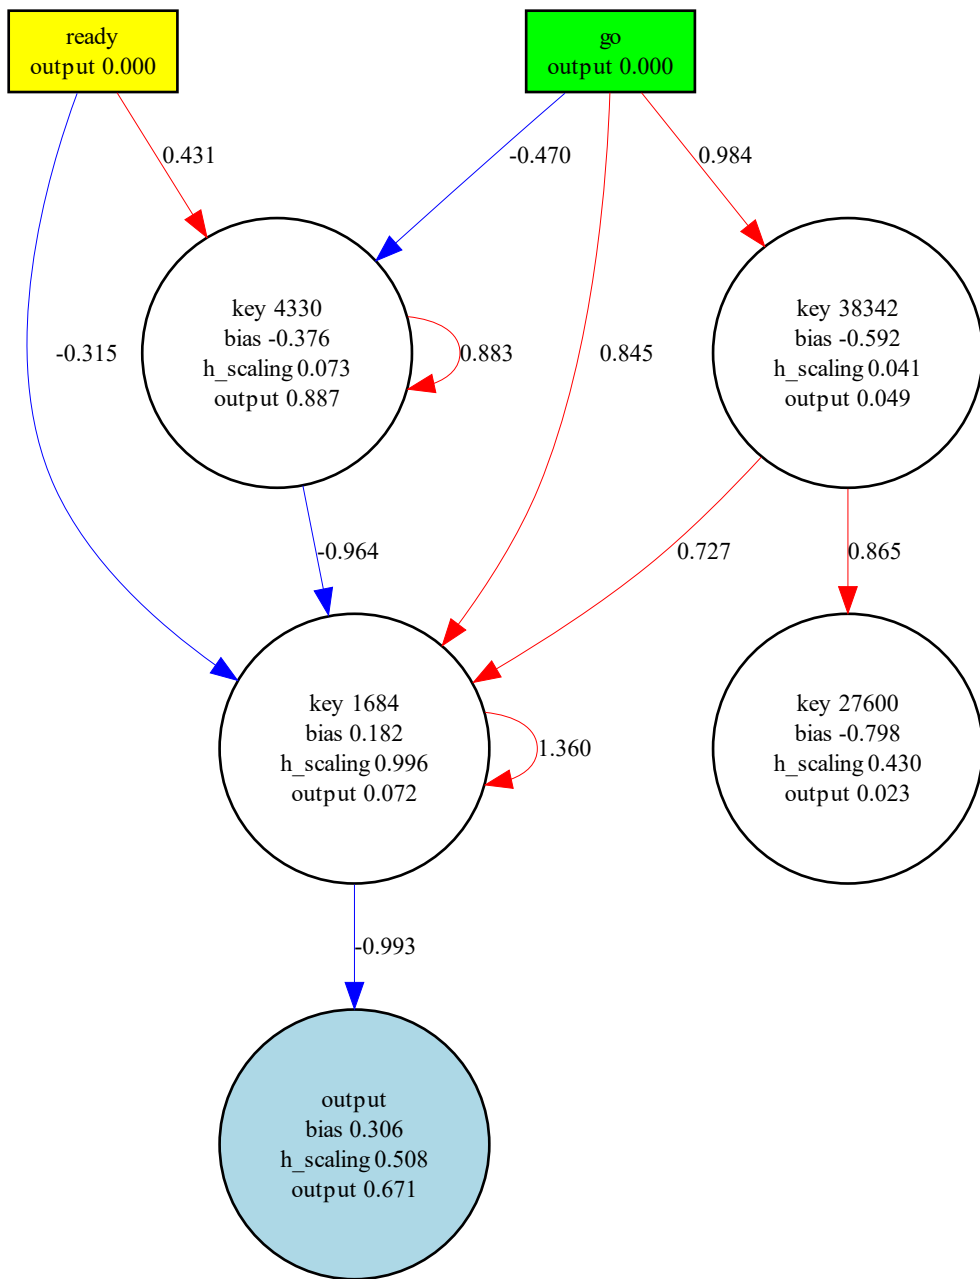 ready
output 0.000
go
output 0.000
0.431
-0.470
0.984
key 4330
bias -0.376
h_scaling 0.073
output 0.887
key 38342
bias -0.592
h_scaling 0.041
output 0.049
-0.315
0.883
0.845
-0.964
0.727
0.865
key 1684
bias 0.182
h_scaling 0.996
output 0.072
1.360
key 27600
bias -0.798
h_scaling 0.430
output 0.023
-0.993
output
bias 0.306
h_scaling 0.508
output 0.671